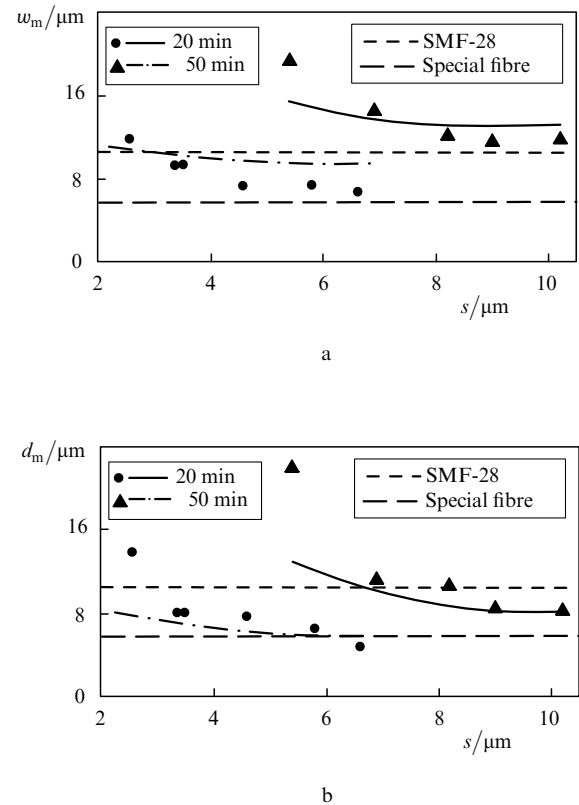 w_m/μm
20 min
50 min
SMF-28
Special fibre
16
8
0
2 4 6 8 10
s/μm
a
d_m/μm
20 min
50 min
SMF-28
Special fibre
16
8
0
2 4 6 8 10
s/μm
b